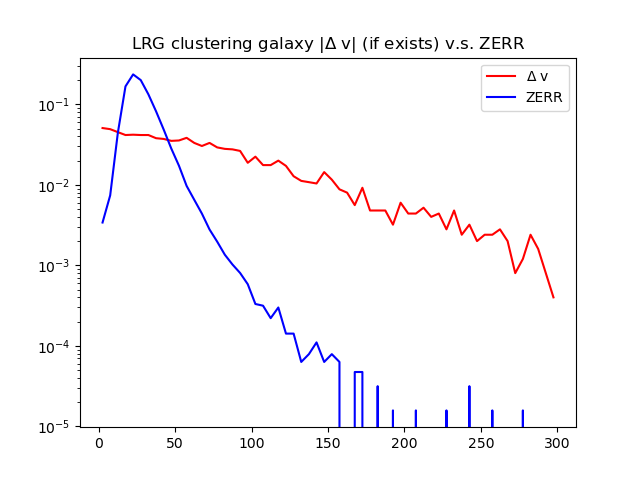 LRG clustering galaxy |Δ v| (if exists) v.s. ZERR
Δ v
ZERR
10⁻¹
10⁻²
10⁻³
10⁻⁴
10⁻⁵
0 50 100 150 200 250 300